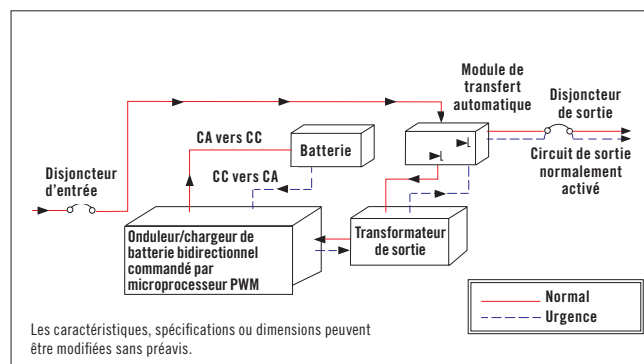 Module de
transfert
automatique
Disjoncteur
de sortie
CA vers CC
Batterie
CC vers CA
Circuit de sortie
normalement
activé
Disjoncteur
d'entrée
Onduleur/chargeur de
batterie bidirectionnel
commandé par
microprocesseur PWM
Transformateur
de sortie
Normal
Urgence
Les caractéristiques, spécifications ou dimensions peuvent
être modifiées sans préavis.